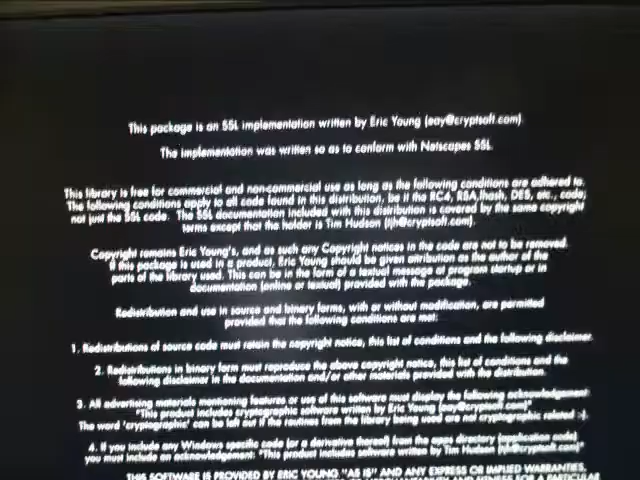 This package is an SSL implementation written by Eric Young (eay@cryptsoft.com).
The implementation was written so as to conform with Netscapes SSL.
This library is free for commercial and non-commercial use as long as the following conditions are adhered to.
The following conditions apply to all code found in this distribution, be it the RC4, RSA, lhash, DES, etc., code;
not just the SSL code. The SSL documentation included with this distribution is covered by the same copyright
terms except that the holder is Tim Hudson (tjh@cryptsoft.com).
Copyright remains Eric Young's, and as such any Copyright notices in the code are not to be removed.
If this package is used in a product, Eric Young should be given attribution as the author of the
parts of the library used. This can be in the form of a textual message at program startup or in
documentation (online or textual) provided with the package.
Redistribution and use in source and binary forms, with or without modification, are permitted
provided that the following conditions are met:
1. Redistributions of source code must retain the copyright notice, this list of conditions and the following disclaimer.
2. Redistributions in binary form must reproduce the above copyright notice, this list of conditions and the
following disclaimer in the documentation and/or other materials provided with the distribution.
3. All advertising materials mentioning features or use of this software must display the following acknowledgement:
"This product includes cryptographic software written by Eric Young (eay@cryptsoft.com)"
The word 'cryptographic' can be left out if the routines from the library being used are not cryptographic related :-).
4. If you include any Windows specific code (or a derivative thereof) from the apps directory (application code)
you must include an acknowledgement: "This product includes software written by Tim Hudson (tjh@cryptsoft.com)"
THIS SOFTWARE IS PROVIDED BY ERIC YOUNG "AS IS" AND ANY EXPRESS OR IMPLIED WARRANTIES,